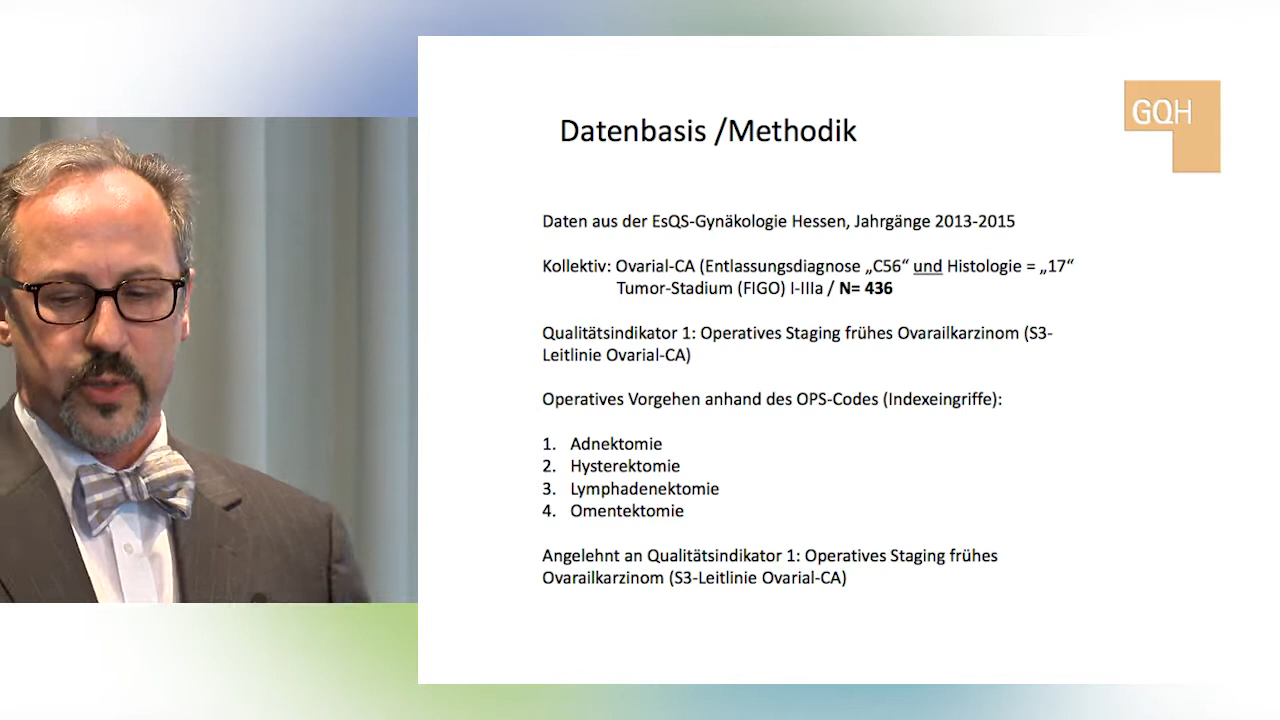 GQH
Datenbasis /Methodik
Daten aus der EsQS-Gynäkologie Hessen, Jahrgänge 2013-2015
Kollektiv: Ovarial-CA (Entlassungsdiagnose „C56“ und Histologie = „17“
Tumor-Stadium (FIGO) I-IIIa / N= 436
Qualitätsindikator 1: Operatives Staging frühes Ovarailkarzinom (S3-
Leitlinie Ovarial-CA)
Operatives Vorgehen anhand des OPS-Codes (Indexeingriffe):
1. Adnektomie
2. Hysterektomie
3. Lymphadenektomie
4. Omentektomie
Angelehnt an Qualitätsindikator 1: Operatives Staging frühes
Ovarailkarzinom (S3-Leitlinie Ovarial-CA)